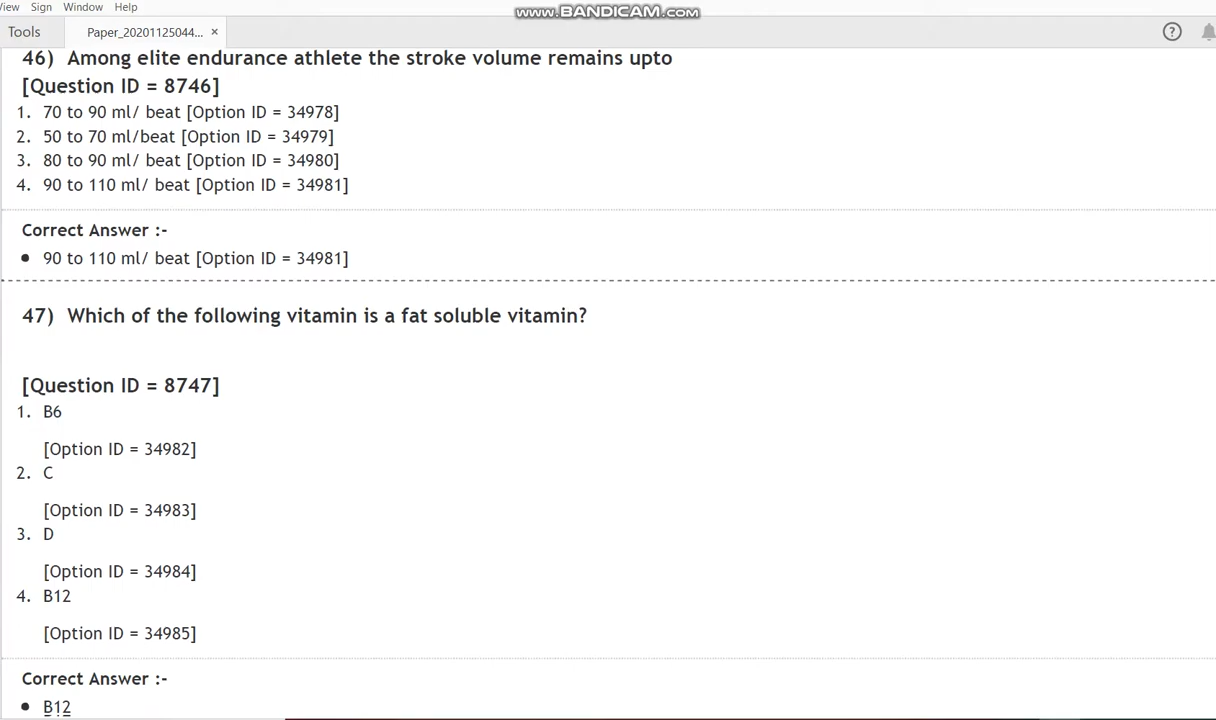 View Sign Window Help
www.BANDICAM.com
Tools Paper_20201125044... × ?
46) Among elite endurance athlete the stroke volume remains upto
[Question ID = 8746]
1. 70 to 90 ml/ beat [Option ID = 34978]
2. 50 to 70 ml/beat [Option ID = 34979]
3. 80 to 90 ml/ beat [Option ID = 34980]
4. 90 to 110 ml/ beat [Option ID = 34981]
Correct Answer :-
• 90 to 110 ml/ beat [Option ID = 34981]
47) Which of the following vitamin is a fat soluble vitamin?
[Question ID = 8747]
1. B6
[Option ID = 34982]
2. C
[Option ID = 34983]
3. D
[Option ID = 34984]
4. B12
[Option ID = 34985]
Correct Answer :-
• B12